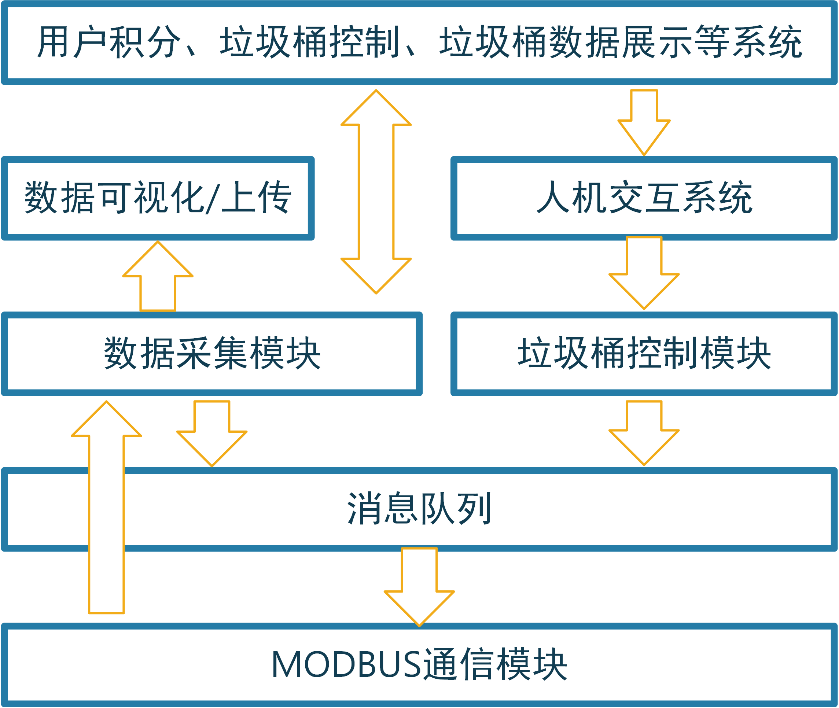 用户积分、垃圾桶控制、垃圾桶数据展示等系统
数据可视化/上传
人机交互系统
数据采集模块
垃圾桶控制模块
消息队列
MODBUS通信模块